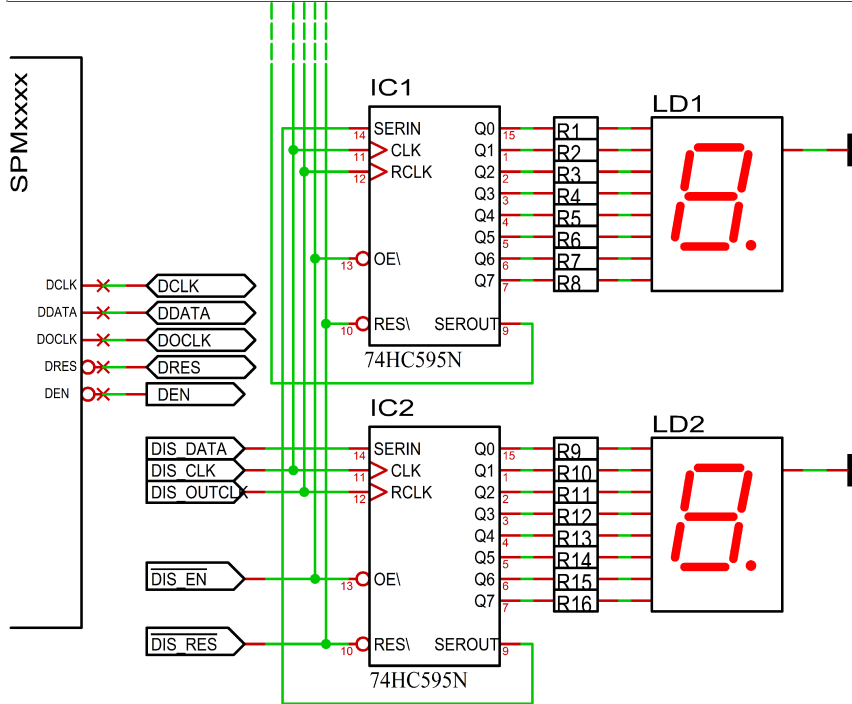 SPMxxxx
DCLK
DDATA
DOCLK
DRES
DEN
DCLK
DDATA
DOCLK
DRES
DEN
DIS_DATA
DIS_CLK
DIS_OUTCLK
DIS_EN
DIS_RES
IC1
14 SERIN Q0 15
11 CLK Q1 1
12 RCLK Q2 2
Q3 3
Q4 4
Q5 5
13 OE\ Q6 6
Q7 7
10 RES\ SEROUT 9
74HC595N
R1
R2
R3
R4
R5
R6
R7
R8
LD1
8.
IC2
14 SERIN Q0 15
11 CLK Q1 1
12 RCLK Q2 2
Q3 3
Q4 4
Q5 5
13 OE\ Q6 6
Q7 7
10 RES\ SEROUT 9
74HC595N
R9
R10
R11
R12
R13
R14
R15
R16
LD2
8.